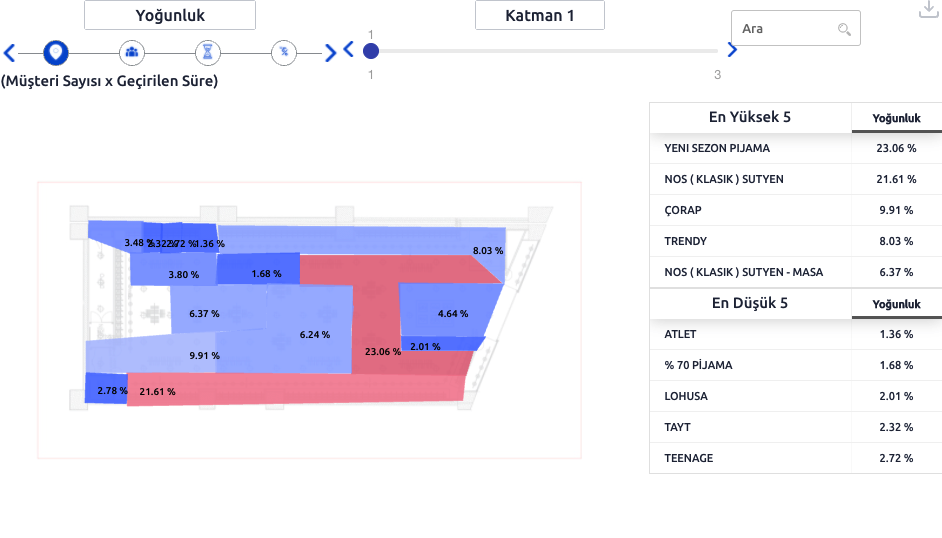 Yoğunluk
Katman 1
Ara
1
1
3
(Müşteri Sayısı x Geçirilen Süre)
En Yüksek 5 Yoğunluk
YENI SEZON PIJAMA 23.06 %
NOS ( KLASIK ) SUTYEN 21.61 %
ÇORAP 9.91 %
TRENDY 8.03 %
NOS ( KLASIK ) SUTYEN - MASA 6.37 %
En Düşük 5 Yoğunluk
ATLET 1.36 %
% 70 PİJAMA 1.68 %
LOHUSA 2.01 %
TAYT 2.32 %
TEENAGE 2.72 %
3.48 %
1.36 %
8.03 %
3.80 %
1.68 %
6.37 %
4.64 %
6.24 %
2.01 %
9.91 %
23.06 %
2.78 %
21.61 %